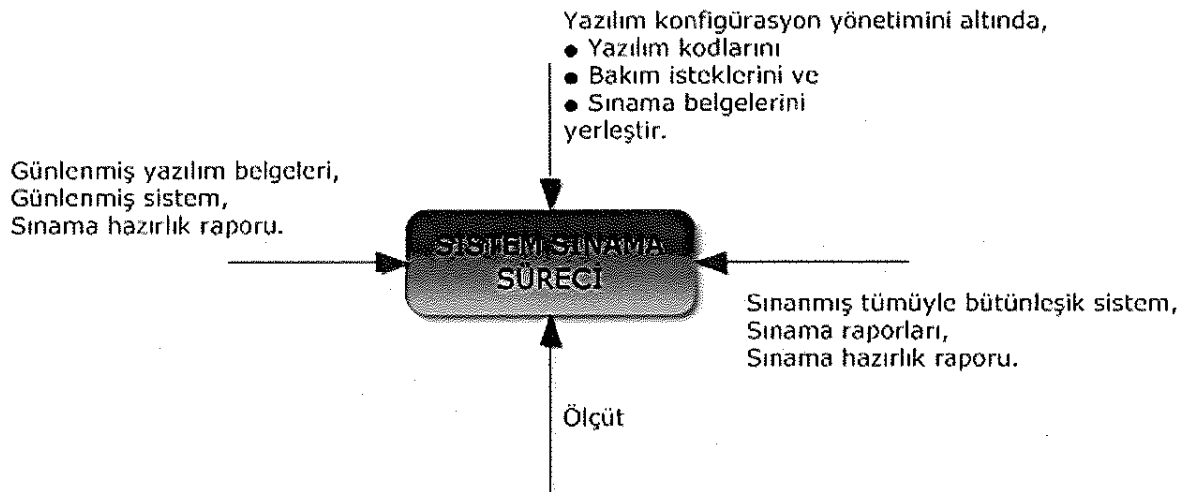 Yazılım konfigürasyon yönetimini altında,
● Yazılım kodlarını
● Bakım isteklerini ve
● Sınama belgelerini
yerleştir.
Günlenmiş yazılım belgeleri,
Günlenmiş sistem,
Sınama hazırlık raporu.
SİSTEM SINAMA
SÜRECİ
Sınanmış tümüyle bütünleşik sistem,
Sınama raporları,
Sınama hazırlık raporu.
Ölçüt